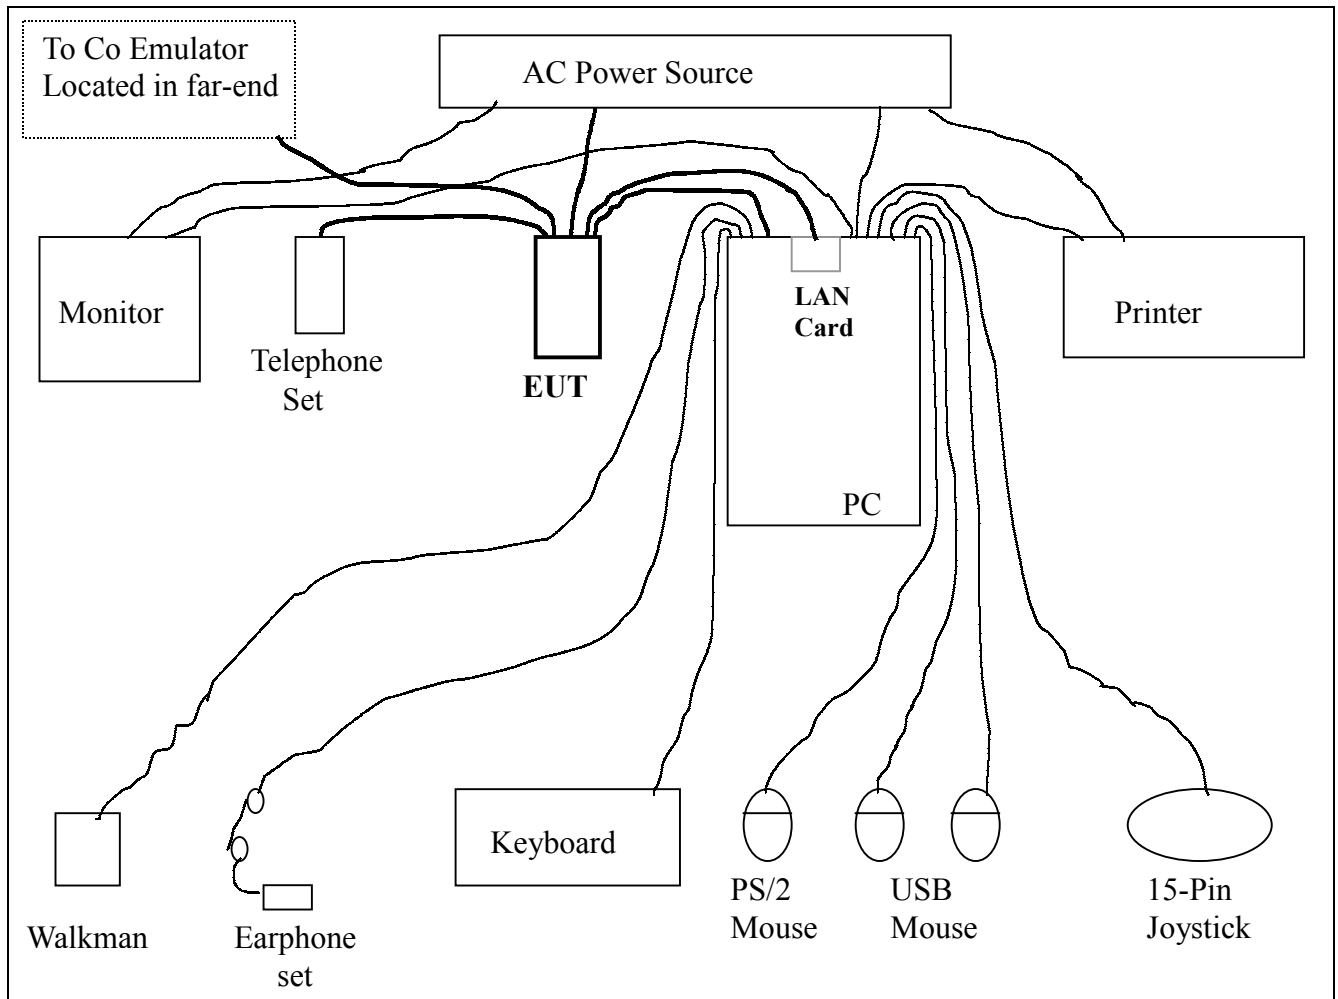 To Co Emulator
Located in far-end
AC Power Source
Monitor
Telephone
Set
EUT
LAN
Card
PC
Printer
Walkman
Earphone
set
Keyboard
PS/2
Mouse
USB
Mouse
15-Pin
Joystick